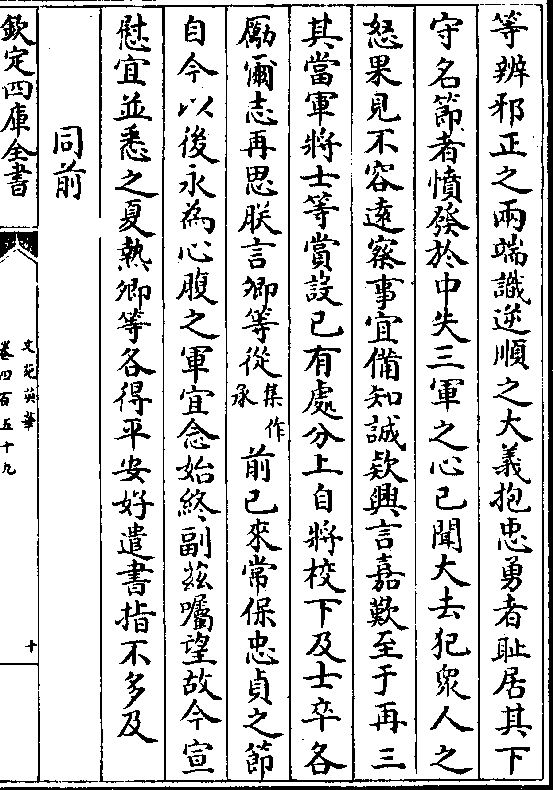 等辨邪正之兩端識逆順之大義抱忠勇者耻居其下
守名節者憤發於中失三軍之心已聞大去犯衆人之
怒果見不容遠察事宜備知誠欵興言嘉歎至于再三
其當軍將士等賞設已有處分上自將校下及士卒各
勵爾志再思朕言卿等從集作承前已來常保忠貞之節
自今以後永為心腹之軍宜念始終副兹囑望故今宣
慰宜並悉之夏熱卿等各得平安好遣書指不多及
同前
欽定四庫全書
文苑英華
卷四百五十九
十